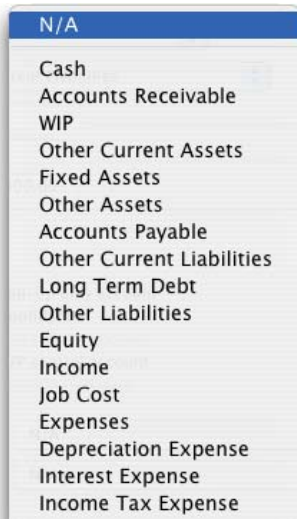 N/A
Cash
Accounts Receivable
WIP
Other Current Assets
Fixed Assets
Other Assets
Accounts Payable
Other Current Liabilities
Long Term Debt
Other Liabilities
Equity
Income
Job Cost
Expenses
Depreciation Expense
Interest Expense
Income Tax Expense